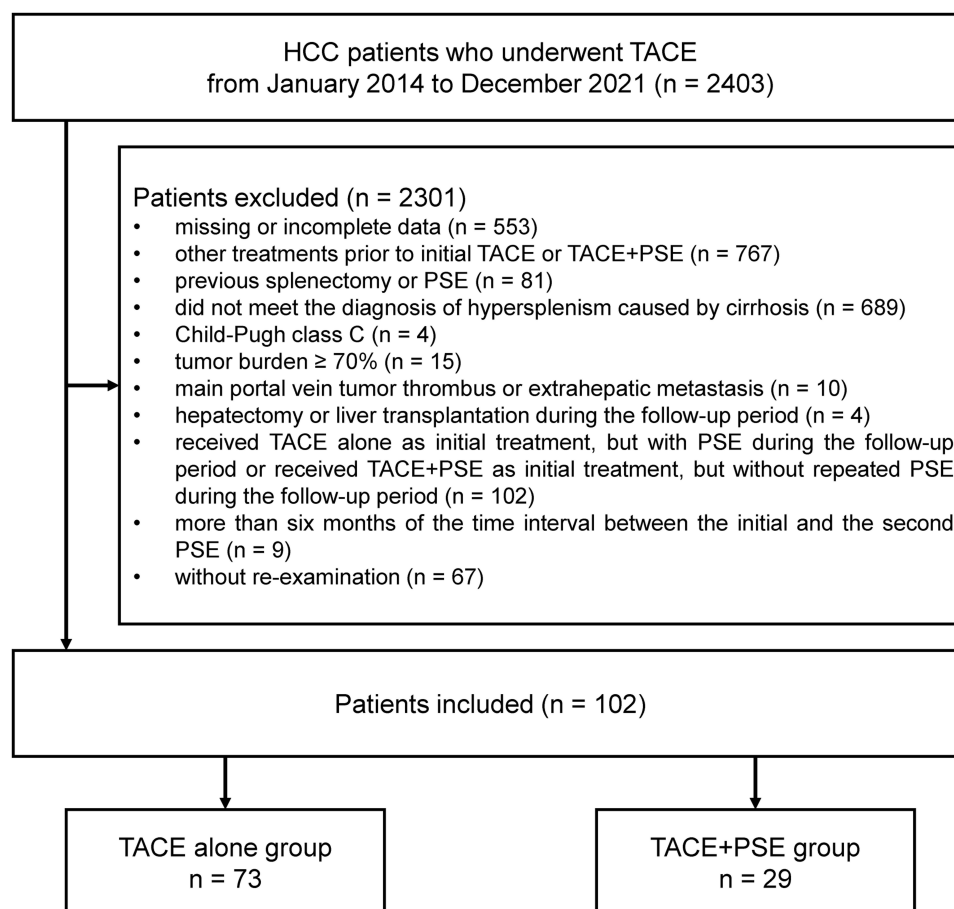 HCC patients who underwent TACE
from January 2014 to December 2021 (n = 2403)
Patients excluded (n = 2301)
• missing or incomplete data (n = 553)
• other treatments prior to initial TACE or TACE+PSE (n = 767)
• previous splenectomy or PSE (n = 81)
• did not meet the diagnosis of hypersplenism caused by cirrhosis (n = 689)
• Child-Pugh class C (n = 4)
• tumor burden ≥ 70% (n = 15)
• main portal vein tumor thrombus or extrahepatic metastasis (n = 10)
• hepatectomy or liver transplantation during the follow-up period (n = 4)
• received TACE alone as initial treatment, but with PSE during the follow-up
period or received TACE+PSE as initial treatment, but without repeated PSE
during the follow-up period (n = 102)
• more than six months of the time interval between the initial and the second
PSE (n = 9)
• without re-examination (n = 67)
Patients included (n = 102)
TACE alone group
n = 73
TACE+PSE group
n = 29